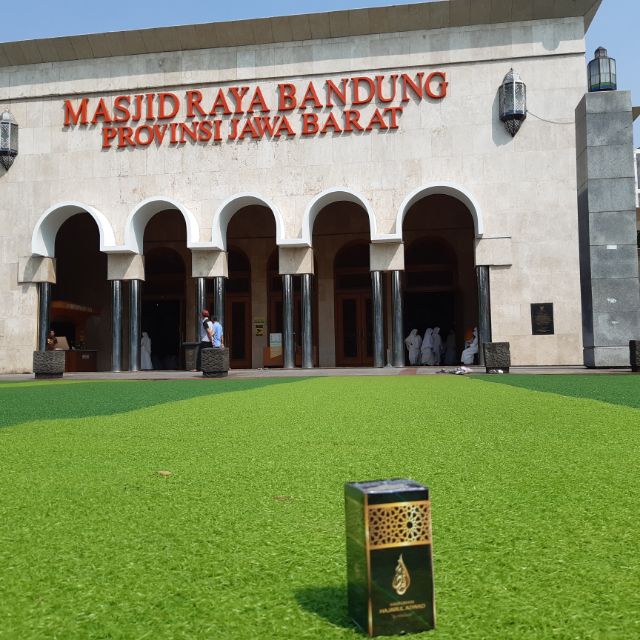 MASJID RAYA BANDUNG
PROVINSI JAWA BARAT
HAJARUL ASWAD